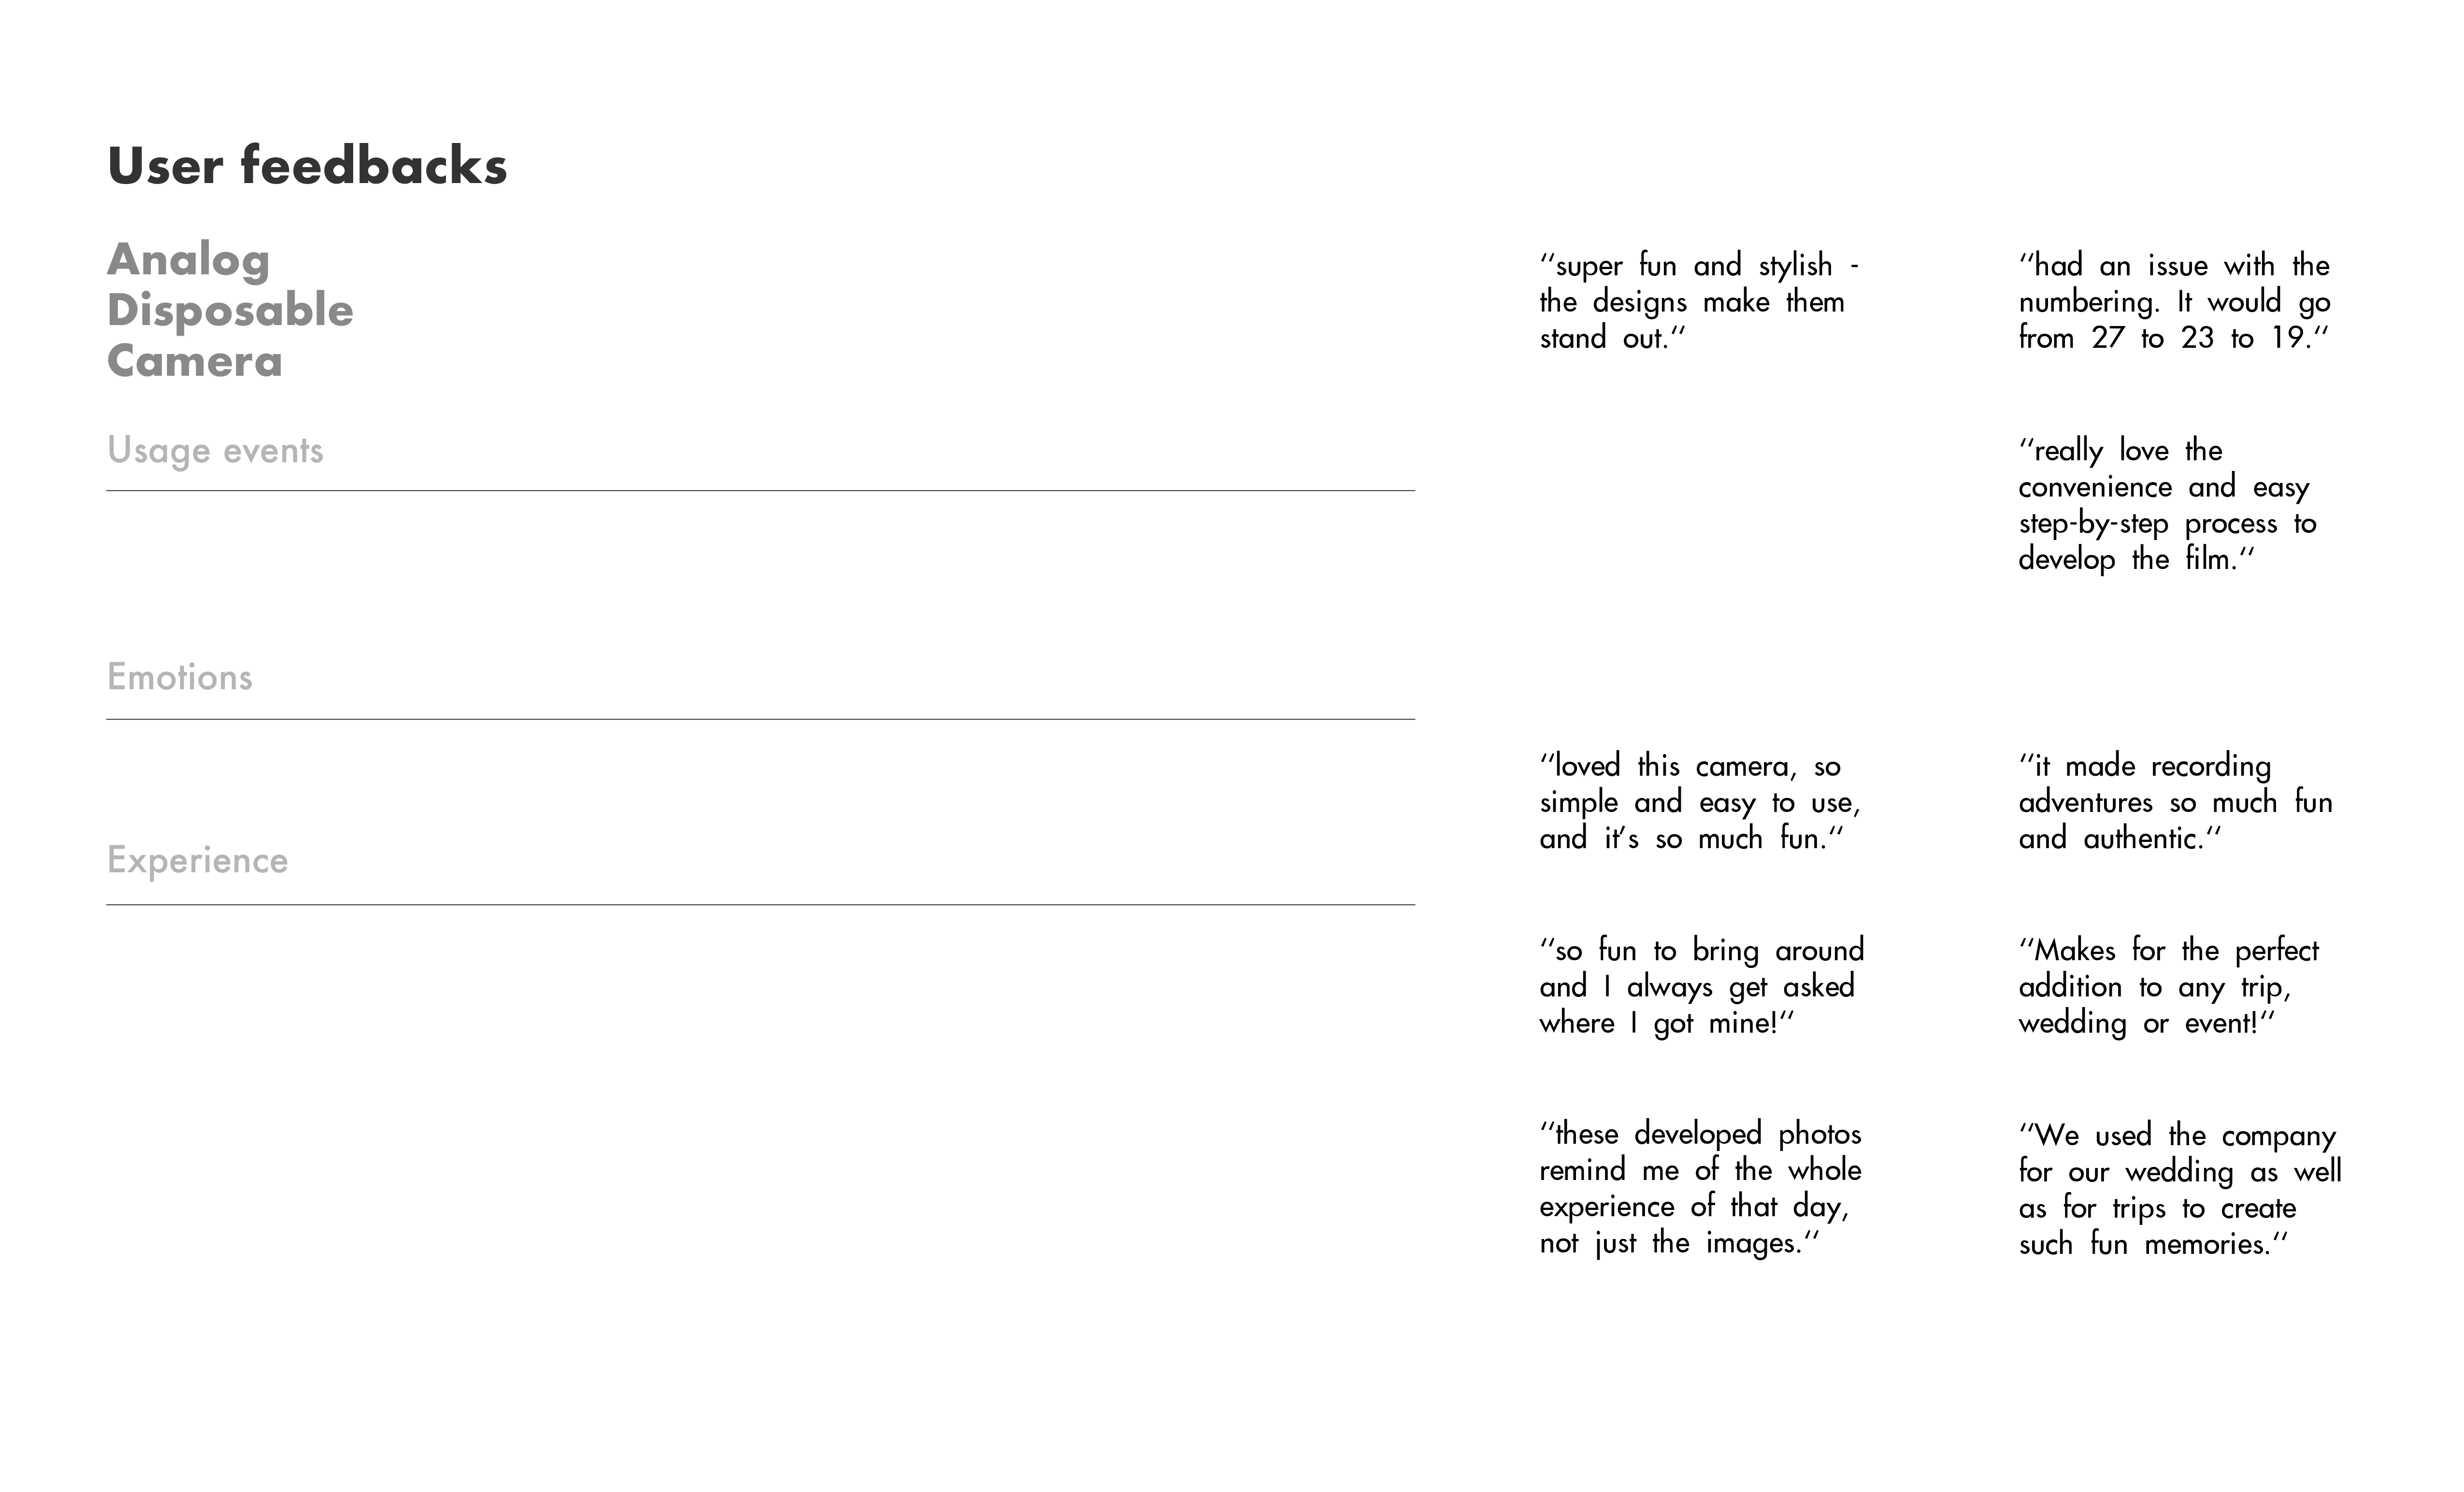 User feedbacks
Analog
Disposable
Camera
Usage events
Emotions
Experience
“super fun and stylish -
the designs make them
stand out.“
“loved this camera, so
simple and easy to use,
and it’s so much fun.“
“so fun to bring around
and I always get asked
where I got mine!“
“these developed photos
remind me of the whole
experience of that day,
not just the images.“
“had an issue with the
numbering. It would go
from 27 to 23 to 19.“
“really love the
convenience and easy
step-by-step process to
develop the film.“
“it made recording
adventures so much fun
and authentic.“
“Makes for the perfect
addition to any trip,
wedding or event!“
“We used the company
for our wedding as well
as for trips to create
such fun memories.“